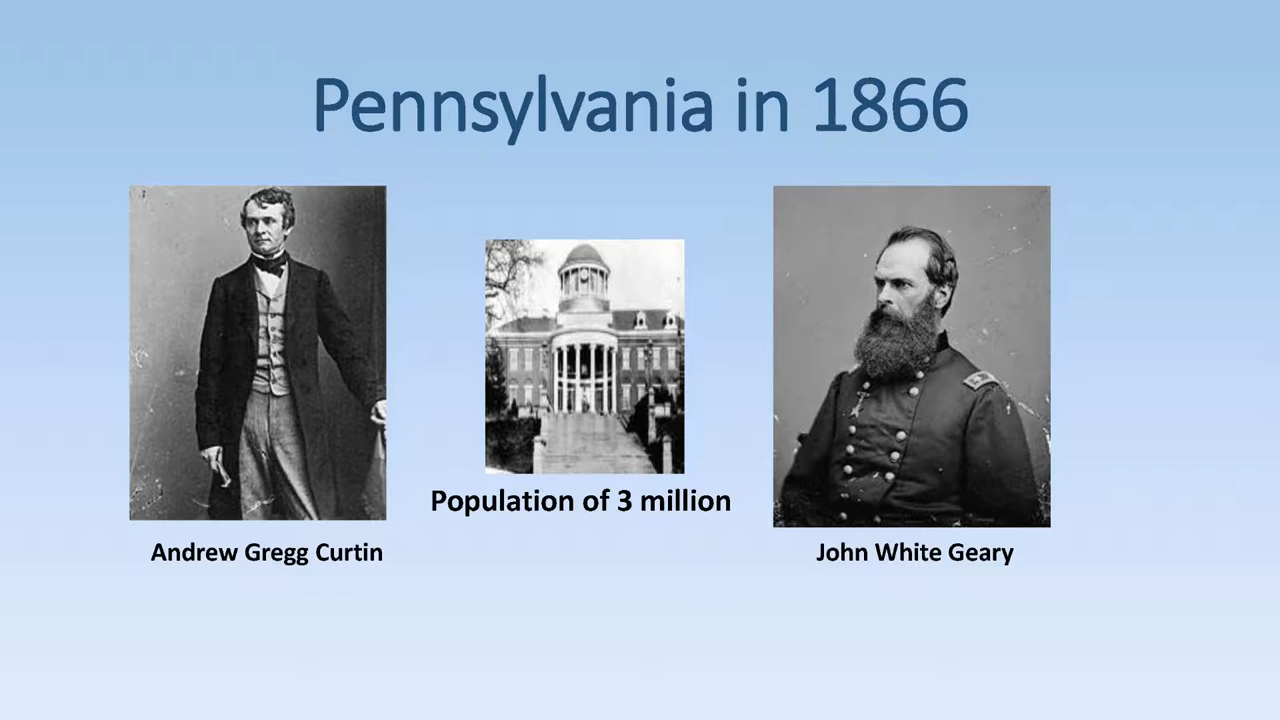 Pennsylvania in 1866
Population of 3 million
Andrew Gregg Curtin
John White Geary